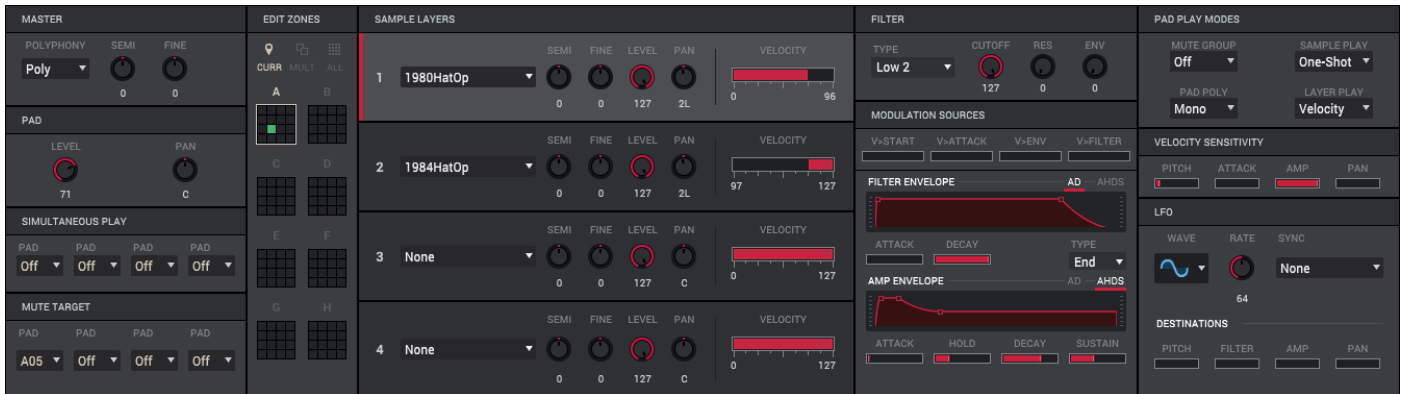 MASTER
POLYPHONY SEMI FINE
Poly
0 0
PAD
LEVEL PAN
71 C
SIMULTANEOUS PLAY
PAD PAD PAD PAD
Off Off Off Off
MUTE TARGET
PAD PAD PAD PAD
A05 Off Off Off
EDIT ZONES
CURR MULT ALL
A B
C D
E F
G H
SAMPLE LAYERS
SEMI FINE LEVEL PAN VELOCITY
1 1980HatOp
0 0 127 2L 0 96
SEMI FINE LEVEL PAN VELOCITY
2 1984HatOp
0 0 127 2L 97 127
SEMI FINE LEVEL PAN VELOCITY
3 None
0 0 127 C 0 127
SEMI FINE LEVEL PAN VELOCITY
4 None
0 0 127 C 0 127
FILTER
TYPE CUTOFF RES ENV
Low 2
127 0 0
MODULATION SOURCES
V>START V>ATTACK V>ENV V>FILTER
FILTER ENVELOPE AD AHDS
ATTACK DECAY TYPE
End
AMP ENVELOPE AD AHDS
ATTACK HOLD DECAY SUSTAIN
PAD PLAY MODES
MUTE GROUP SAMPLE PLAY
Off One-Shot
PAD POLY LAYER PLAY
Mono Velocity
VELOCITY SENSITIVITY
PITCH ATTACK AMP PAN
LFO
WAVE RATE SYNC
None
64
DESTINATIONS
PITCH FILTER AMP PAN